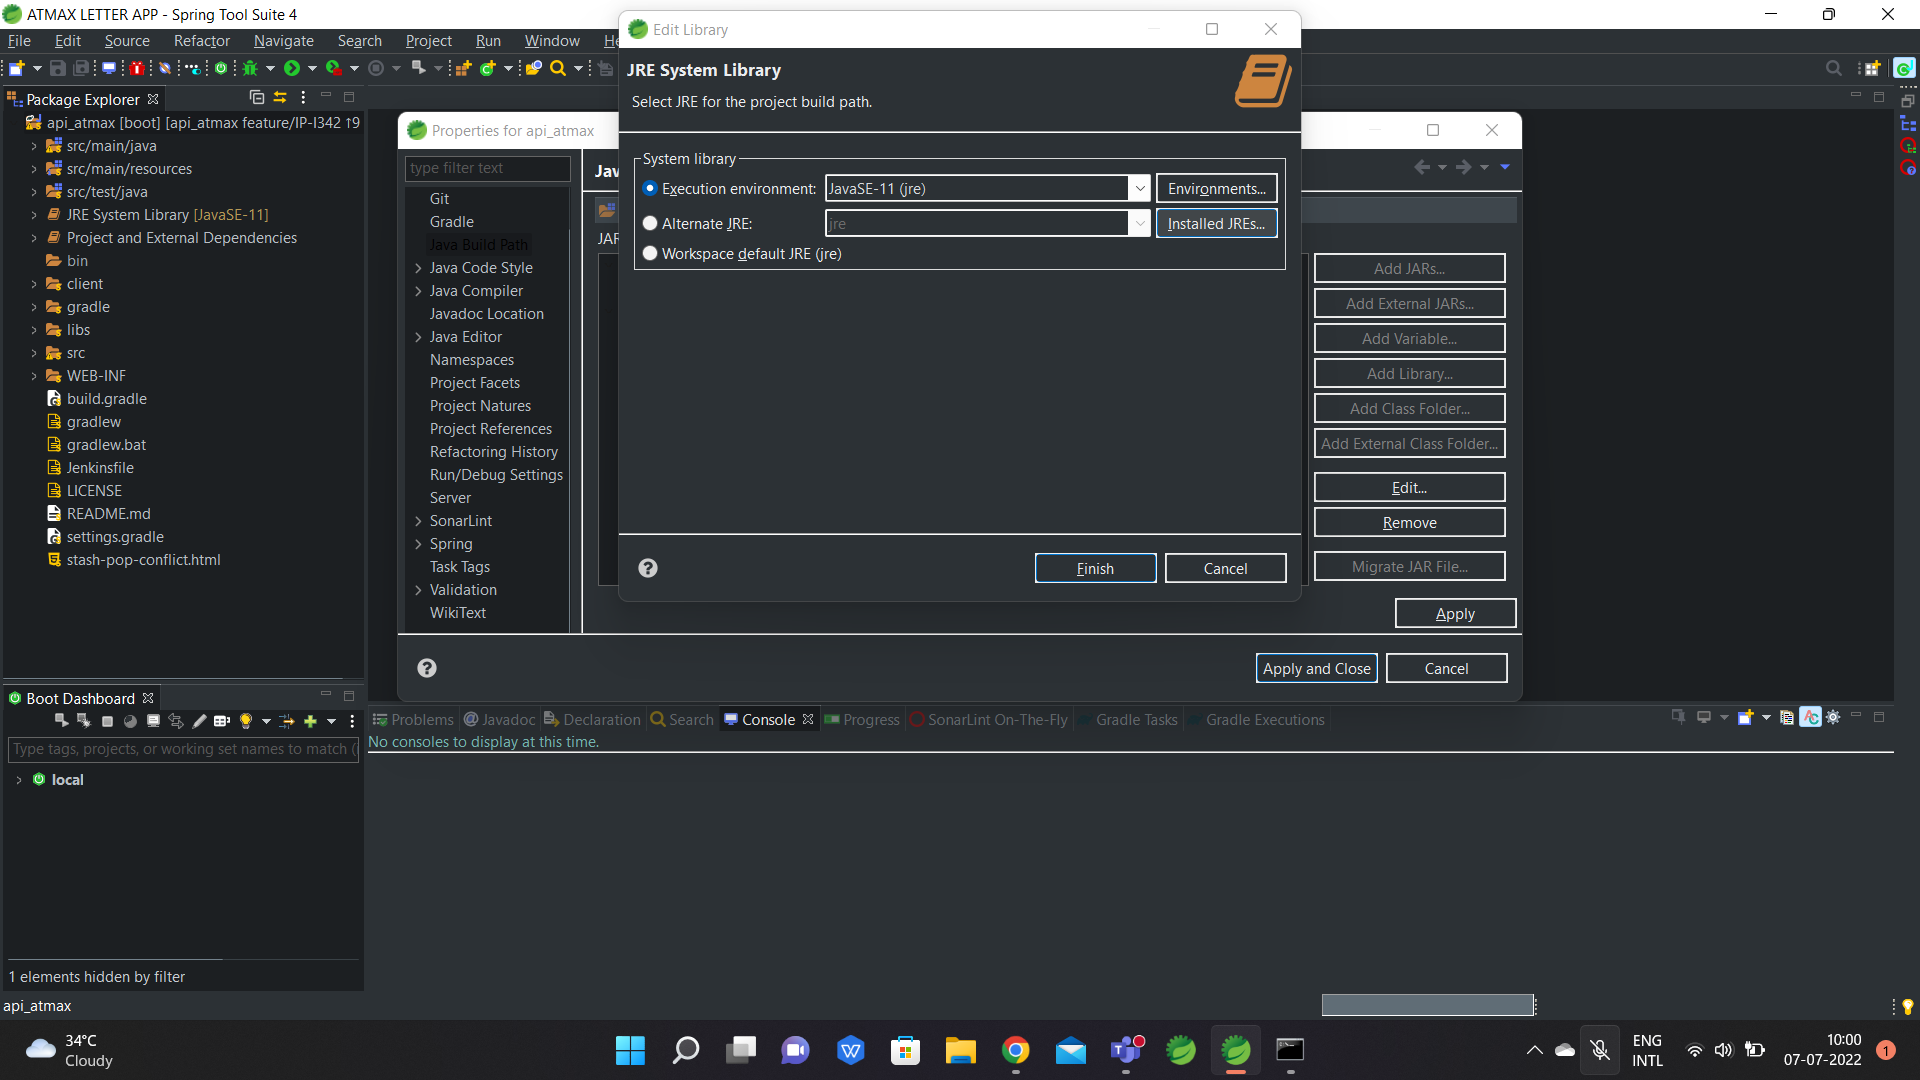 ATMAX LETTER APP - Spring Tool Suite 4
File Edit Source Refactor Navigate Search Project Run Window He
Package Explorer
api_atmax [boot] [api_atmax feature/IP-I342 ↑9
src/main/java
src/main/resources
src/test/java
JRE System Library [JavaSE-11]
Project and External Dependencies
bin
client
gradle
libs
src
WEB-INF
build.gradle
gradlew
gradlew.bat
Jenkinsfile
LICENSE
README.md
settings.gradle
stash-pop-conflict.html
Boot Dashboard
Type tags, projects, or working set names to match (i
local
1 elements hidden by filter
api_atmax
Properties for api_atmax
type filter text
Git
Gradle
Java Build Path
Java Code Style
Java Compiler
Javadoc Location
Java Editor
Namespaces
Project Facets
Project Natures
Project References
Refactoring History
Run/Debug Settings
Server
SonarLint
Spring
Task Tags
Validation
WikiText
Jav
JAR
Add JARs...
Add External JARs...
Add Variable...
Add Library...
Add Class Folder...
Add External Class Folder...
Edit...
Remove
Migrate JAR File...
Apply
Apply and Close
Cancel
Edit Library
JRE System Library
Select JRE for the project build path.
System library
Execution environment: JavaSE-11 (jre) Environments...
Alternate JRE: jre Installed JREs...
Workspace default JRE (jre)
Finish
Cancel
Problems @ Javadoc Declaration Search Console Progress SonarLint On-The-Fly Gradle Tasks Gradle Executions
No consoles to display at this time.
34°C
Cloudy
ENG
INTL
10:00
07-07-2022
1